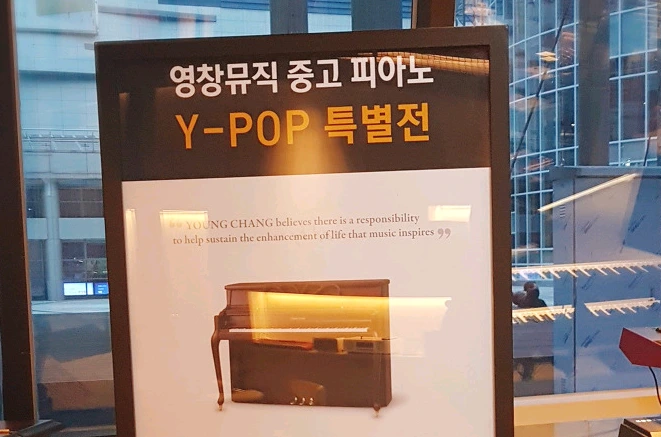 영창뮤직 중고 피아노
Y-POP 특별전
“ YOUNG CHANG believes there is a responsibility
to help sustain the enhancement of life that music inspires ”